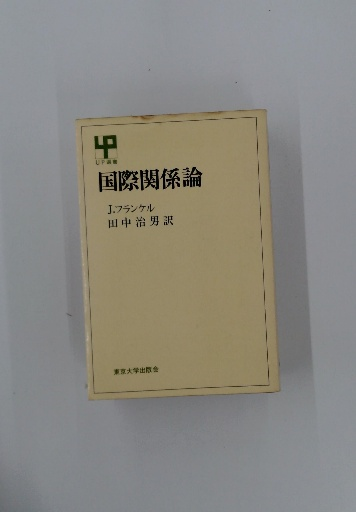 UP
UP選書
国際関係論
J.フランケル
田中治男訳
東京大学出版会